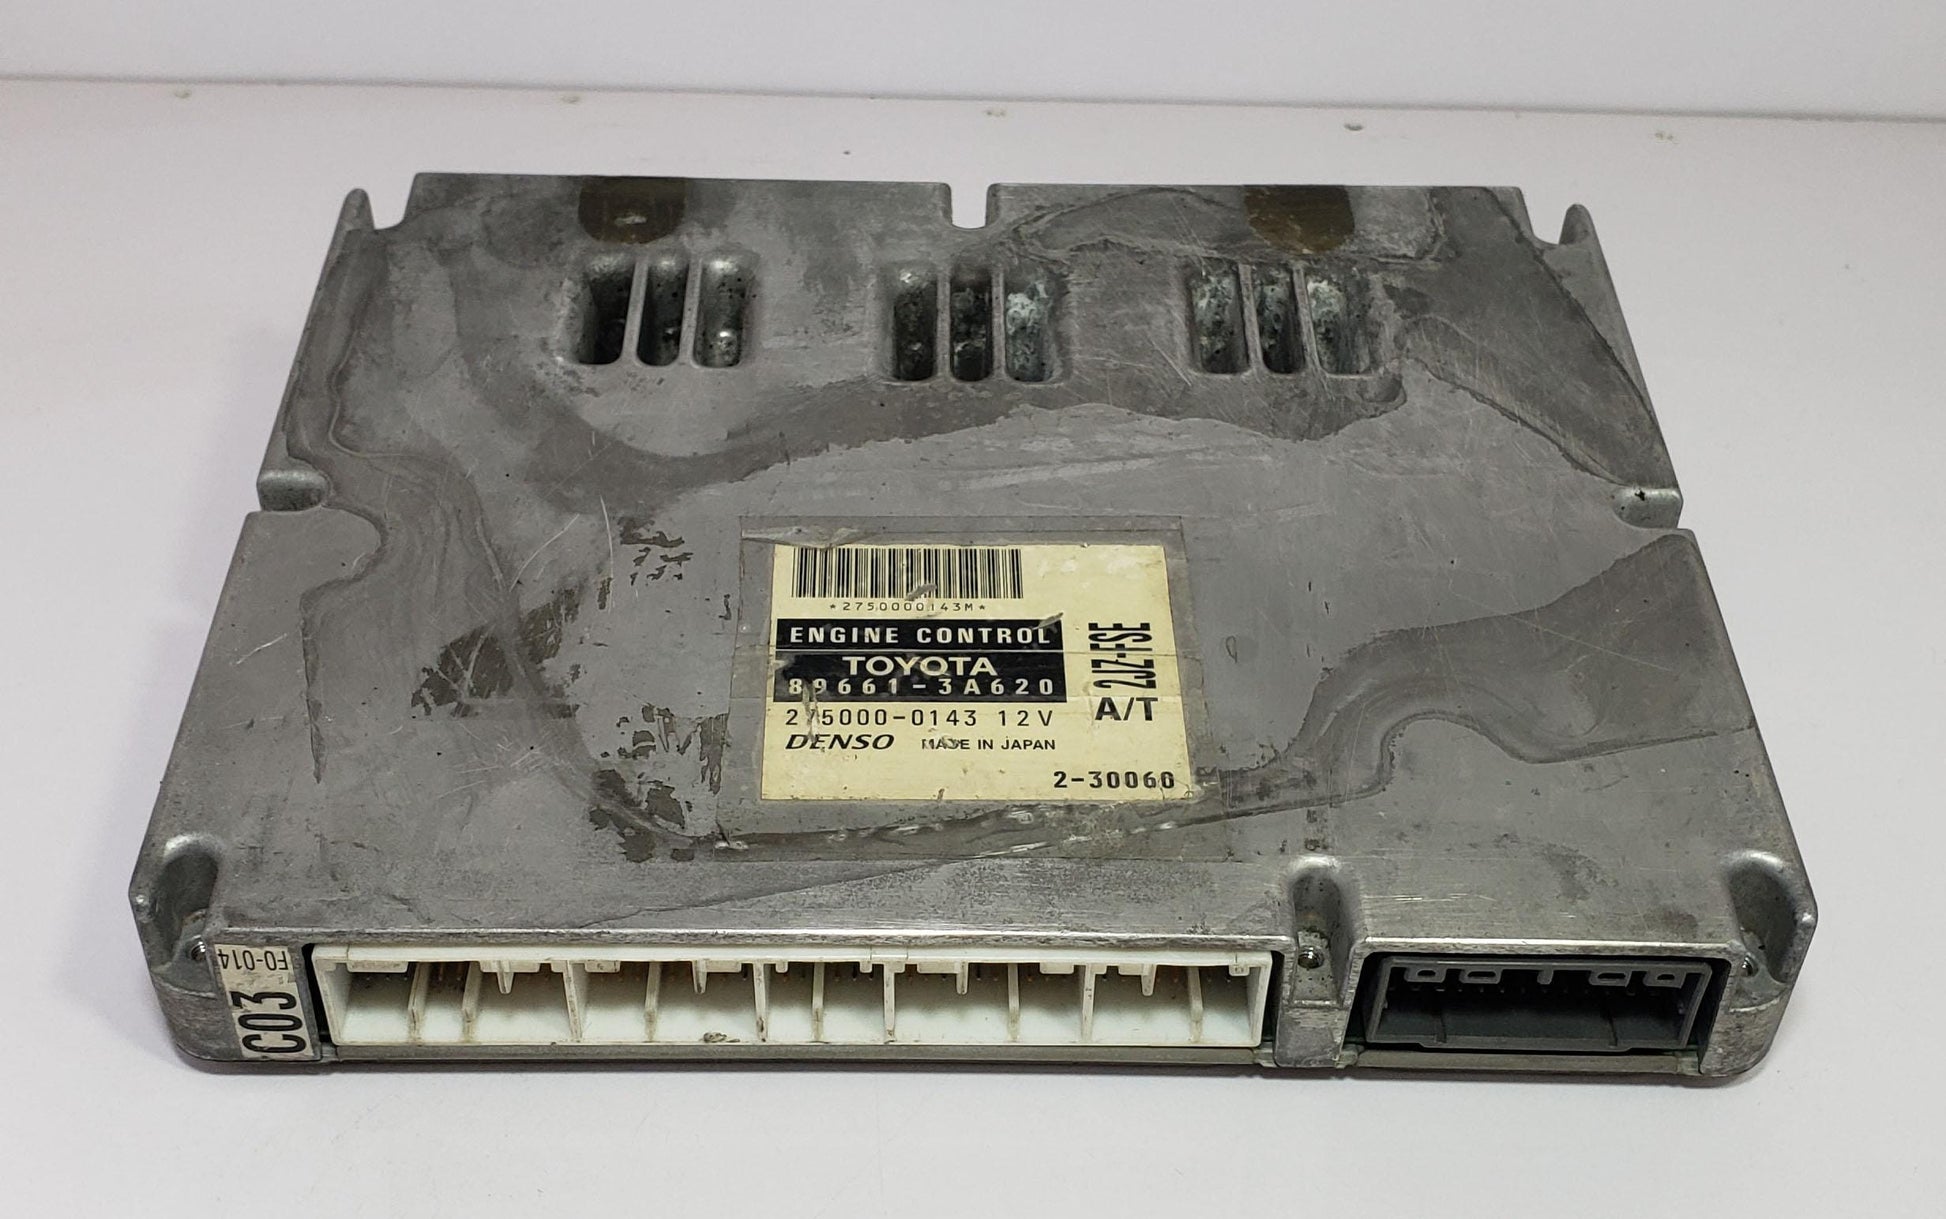 *2750000143M*
ENGINE CONTROL
TOYOTA
89661-3A620
275000-0143 12V
DENSO MADE IN JAPAN
2JZ-FSE
A/T
2-30060
F0-014
C03